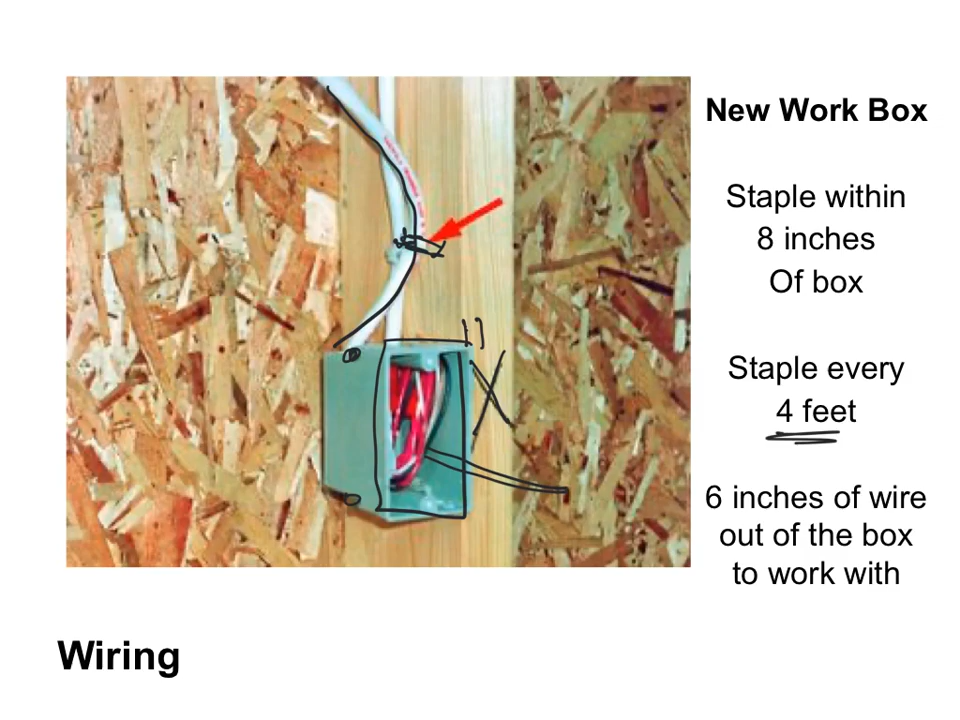 New Work Box
Staple within
8 inches
Of box
Staple every
4 feet
6 inches of wire
out of the box
to work with
Wiring